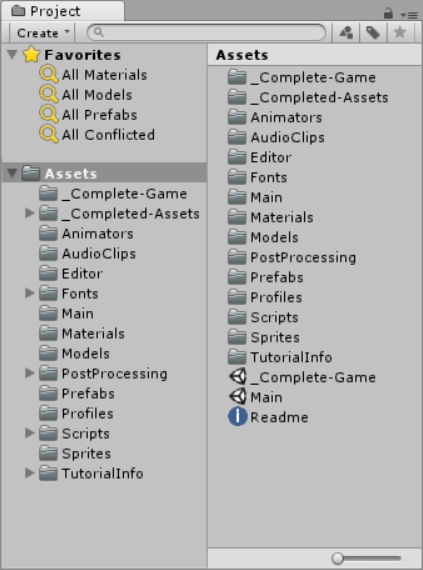 Project
Create
Favorites
All Materials
All Models
All Prefabs
All Conflicted
Assets
_Complete-Game
_Completed-Assets
Animators
AudioClips
Editor
Fonts
Main
Materials
Models
PostProcessing
Prefabs
Profiles
Scripts
Sprites
TutorialInfo
Assets
_Complete-Game
_Completed-Assets
Animators
AudioClips
Editor
Fonts
Main
Materials
Models
PostProcessing
Prefabs
Profiles
Scripts
Sprites
TutorialInfo
_Complete-Game
Main
Readme